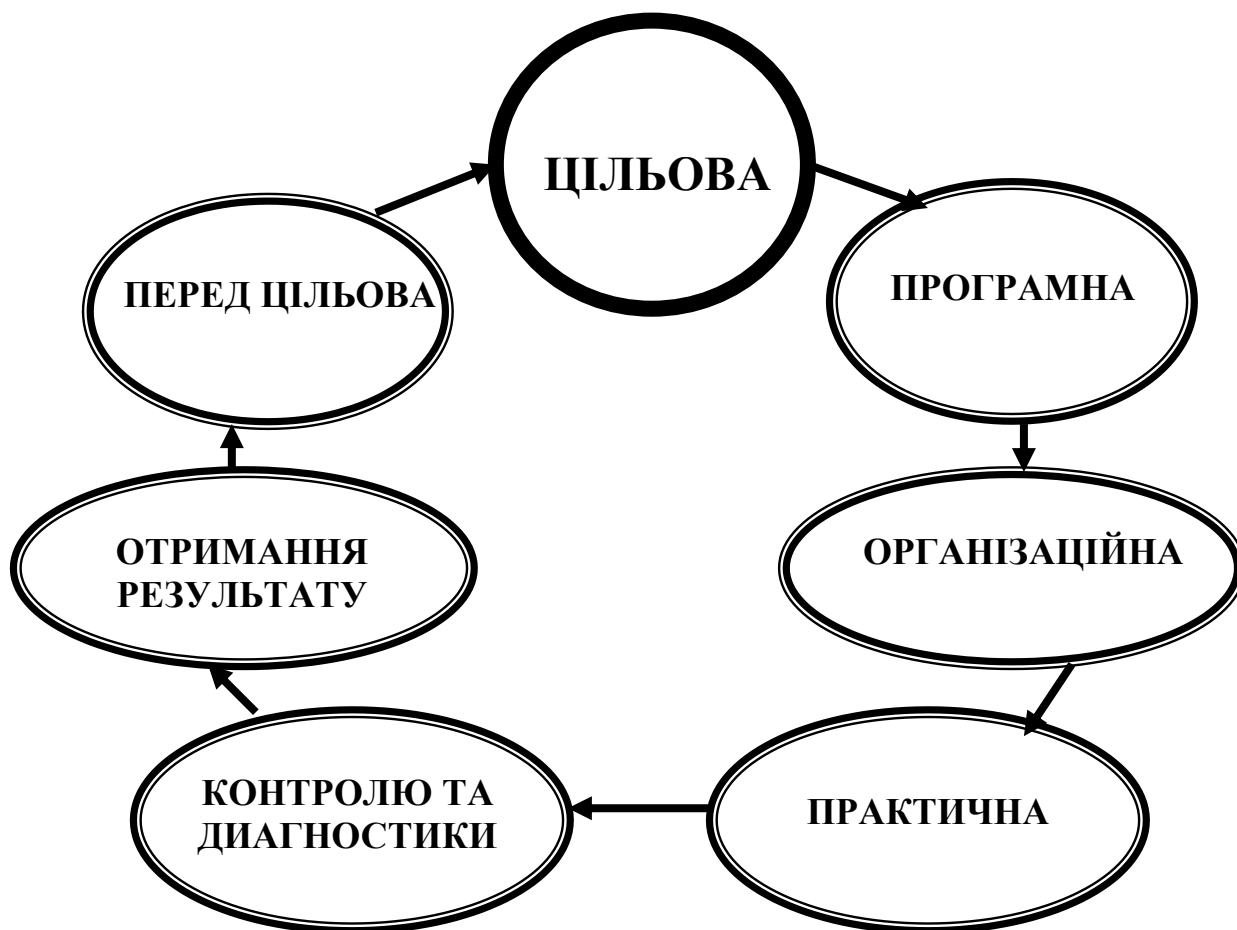 ЦІЛЬОВА
ПЕРЕД ЦІЛЬОВА
ПРОГРАМНА
ОТРИМАННЯ
РЕЗУЛЬТАТУ
ОРГАНІЗАЦІЙНА
КОНТРОЛЮ ТА
ДИАГНОСТИКИ
ПРАКТИЧНА